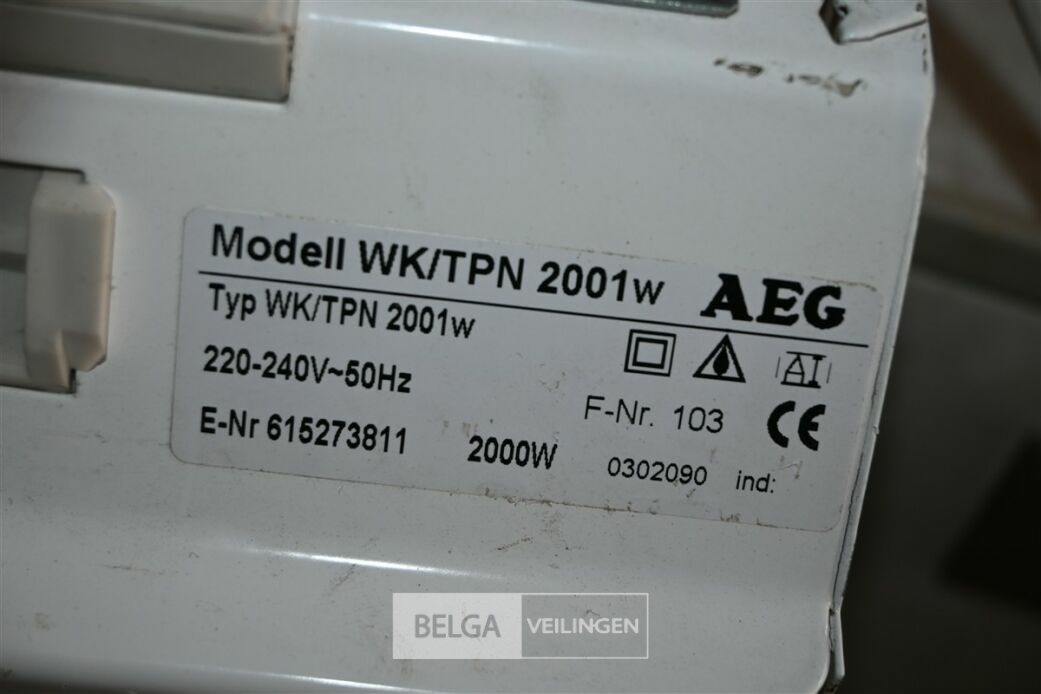 Modell WK/TPN 2001w AEG
Typ WK/TPN 2001w
220-240V~50Hz
E-Nr 615273811 2000W
F-Nr. 103 CE
0302090 ind:
BELGA VEILINGEN